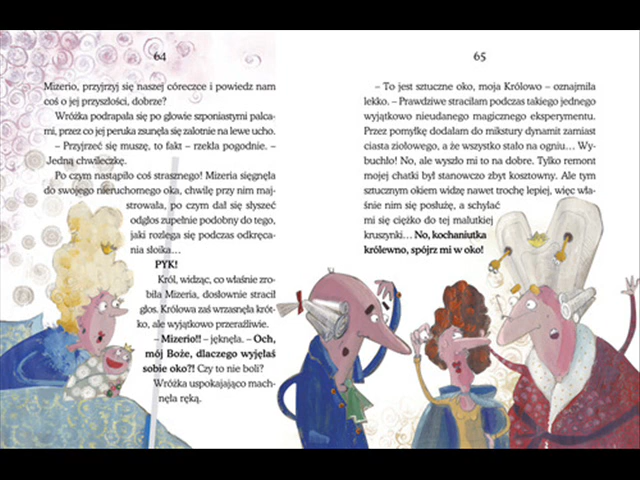 64
Mizerio, przyjrzyj się naszej córeczce i powiedz nam
coś o jej przyszłości, dobrze?
Wróżka podrapała się po głowie szponiastymi palca-
mi, przez co jej peruka zsunęła się zalotnie na lewe ucho.
– Przyjrzeć się muszę, to fakt – rzekła pogodnie. –
Jedną chwileczkę.
Po czym nastąpiło coś strasznego! Mizeria sięgnęła
do swojego nieruchomego oka, chwilę przy nim maj-
strowała, po czym dał się słyszeć
odgłos zupełnie podobny do tego,
jaki rozlega się podczas odkręca-
nia słoika…
PYK!
Król, widząc, co właśnie zro-
biła Mizeria, dosłownie stracił
głos. Królowa zaś wrzasnęła krót-
ko, ale wyjątkowo przeraźliwie.
– Mizerio!! – jęknęła. – Och,
mój Boże, dlaczego wyjęłaś
sobie oko?! Czy to nie boli?
Wróżka uspokajająco mach-
nęła ręką.
65
– To jest sztuczne oko, moja Królowo – oznajmiła
lekko. – Prawdziwe straciłam podczas takiego jednego
wyjątkowo nieudanego magicznego eksperymentu.
Przez pomyłkę dodałam do mikstury dynamit zamiast
ciasta ziołowego, a że wszystko stało na ogniu… Wy-
buchło! No, ale wyszło mi to na dobre. Tylko remont
mojej chatki był stanowczo zbyt kosztowny. Ale tym
sztucznym okiem widzę nawet trochę lepiej, więc wła-
śnie nim się posłużę, a schylać
mi się ciężko do tej malutkiej
kruszynki… No, kochaniutka
królewno, spójrz mi w oko!